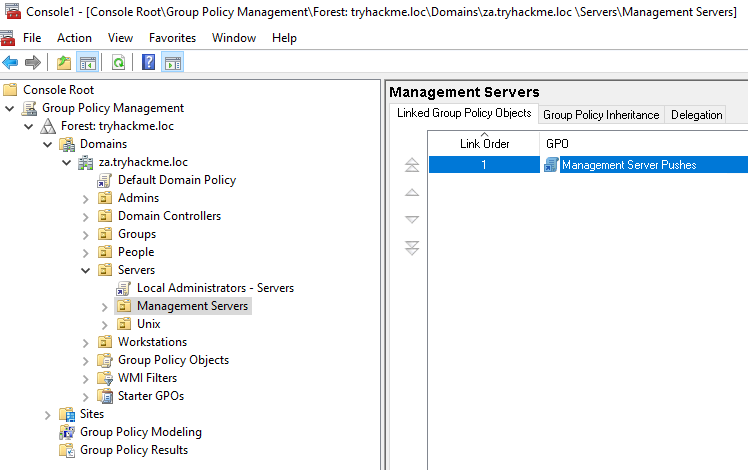 Console1 - [Console Root\Group Policy Management\Forest: tryhackme.loc\Domains\za.tryhackme.loc \Servers\Management Servers]
File Action View Favorites Window Help
Console Root
Group Policy Management
Forest: tryhackme.loc
Domains
za.tryhackme.loc
Default Domain Policy
Admins
Domain Controllers
Groups
People
Servers
Local Administrators - Servers
Management Servers
Unix
Workstations
Group Policy Objects
WMI Filters
Starter GPOs
Sites
Group Policy Modeling
Group Policy Results
Management Servers
Linked Group Policy Objects Group Policy Inheritance Delegation
Link Order GPO
1 Management Server Pushes